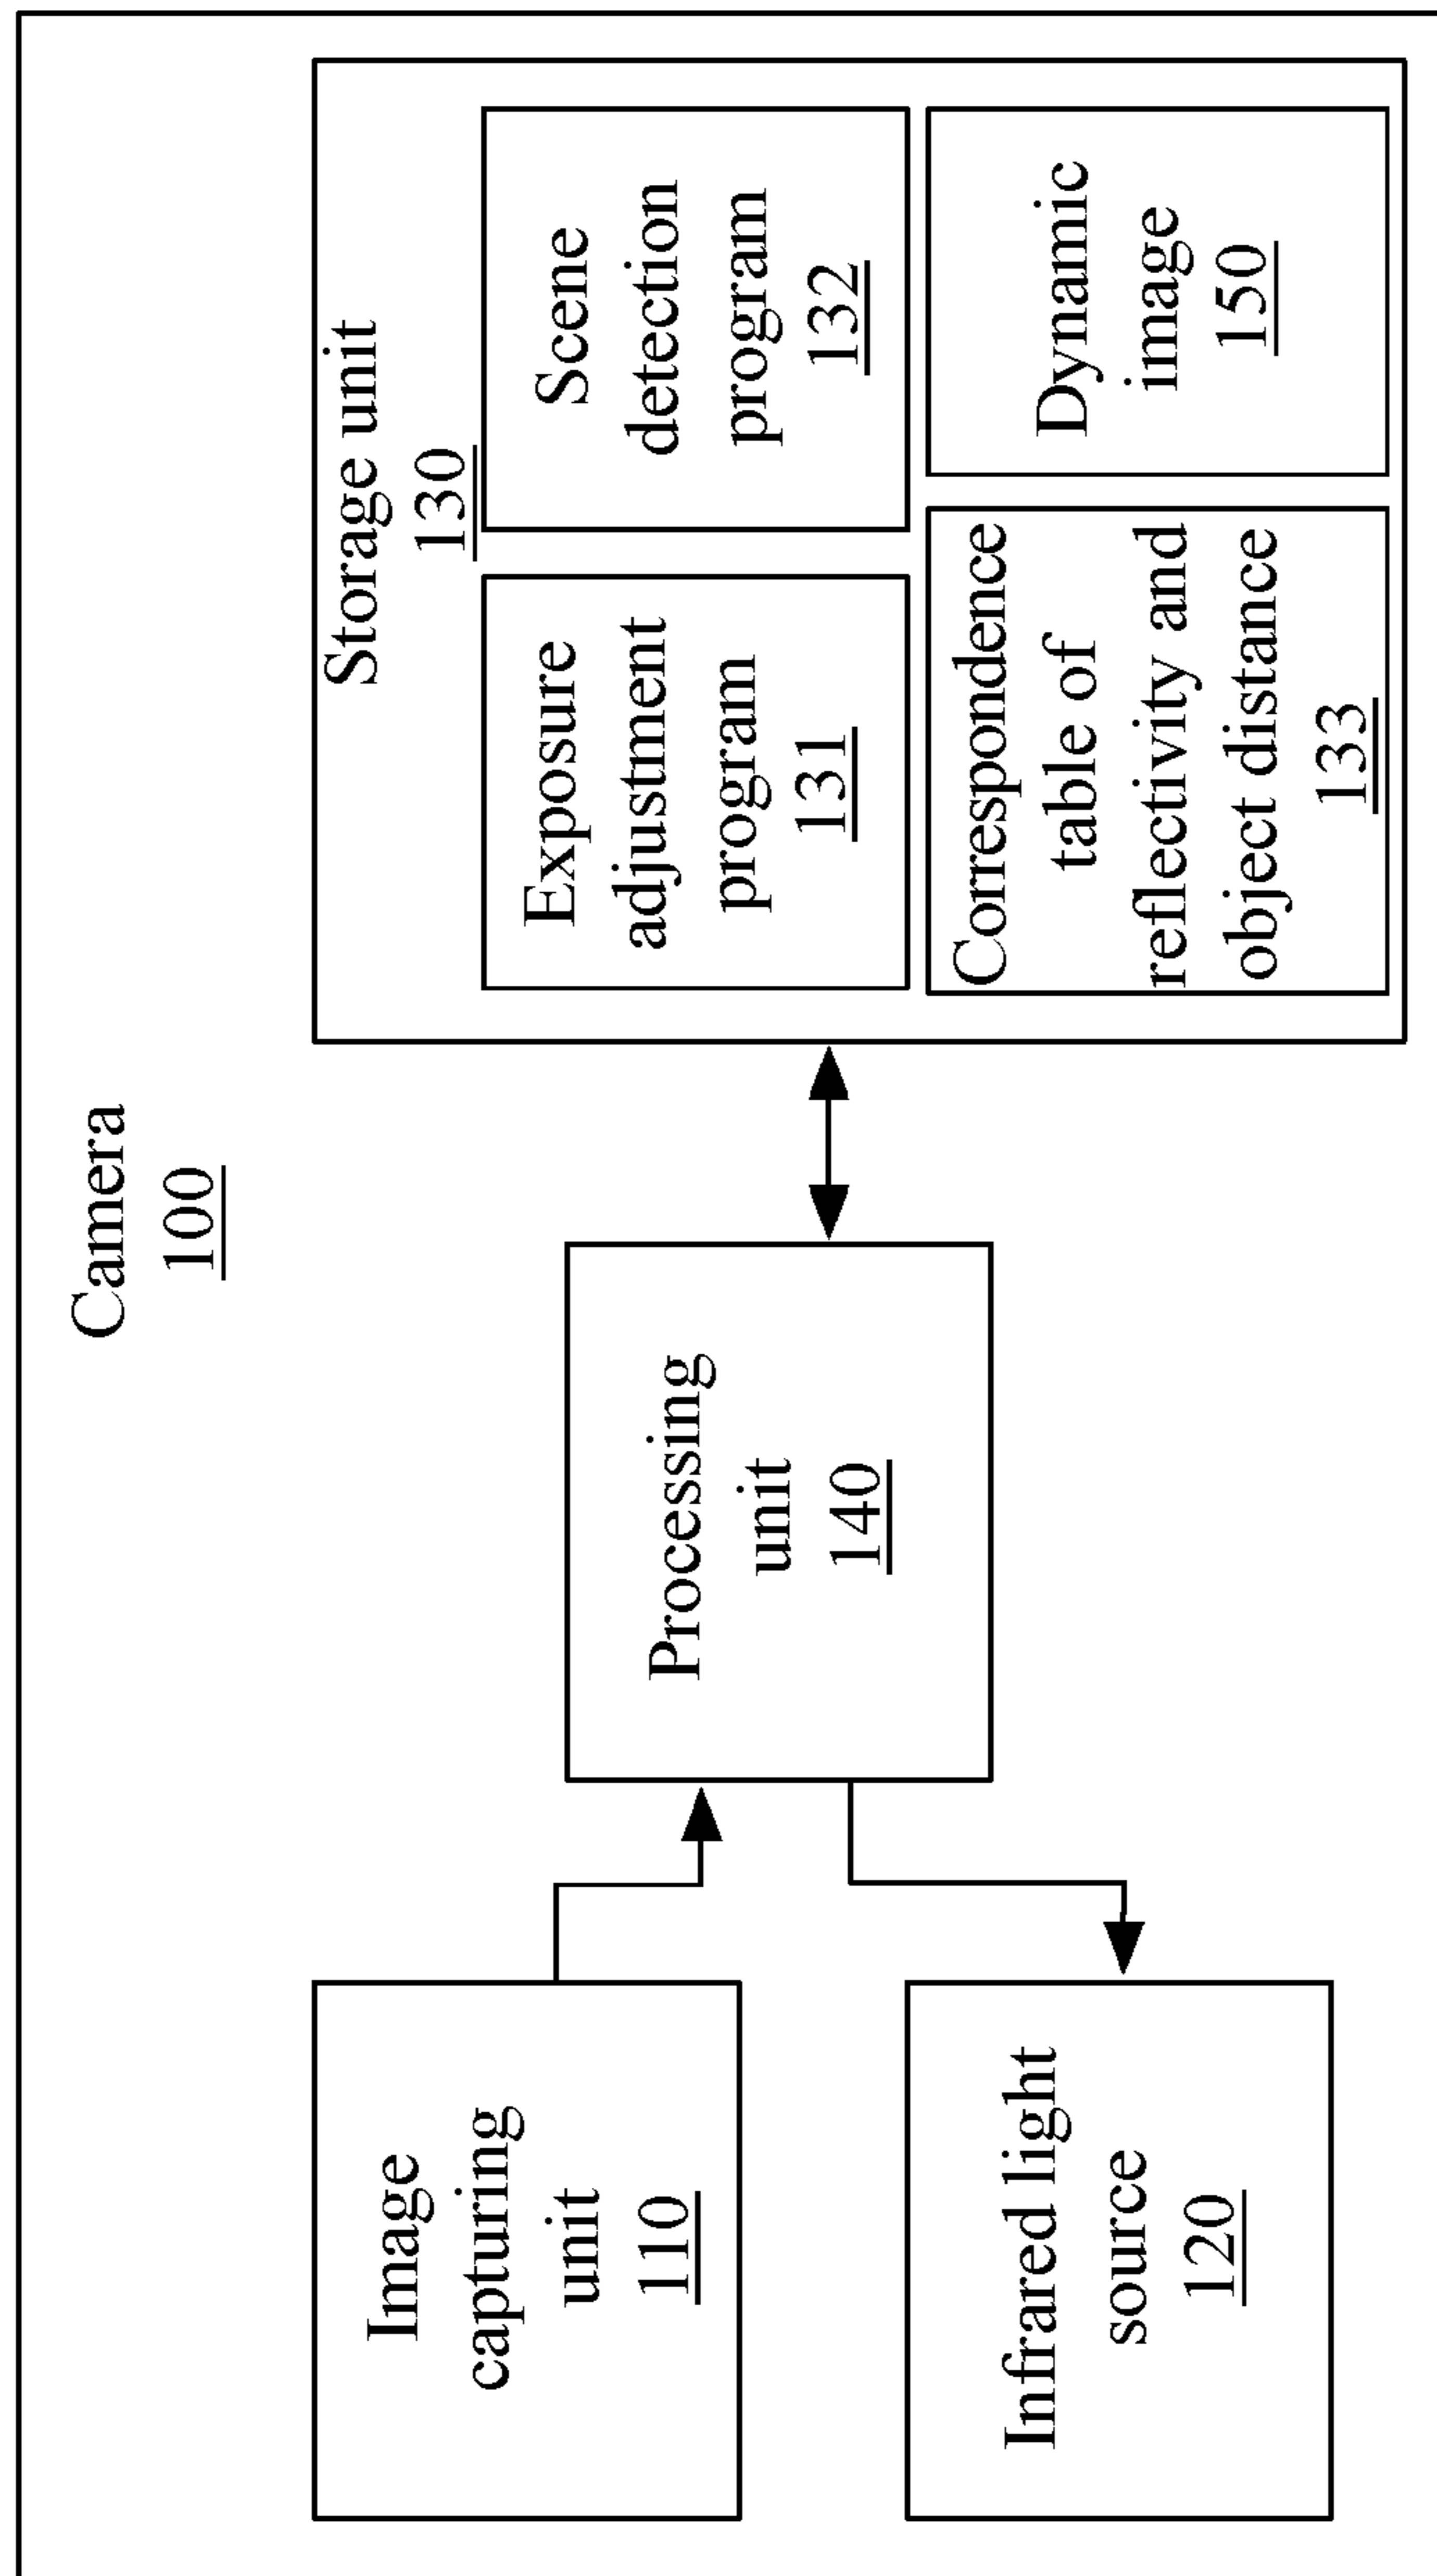 Camera
100
Image
capturing
unit
110
Infrared light
source
120
Processing
unit
140
Storage unit
130
Exposure
adjustment
program
131
Scene
detection
program
132
Correspondence
table of
reflectivity and
object distance
133
Dynamic
image
150